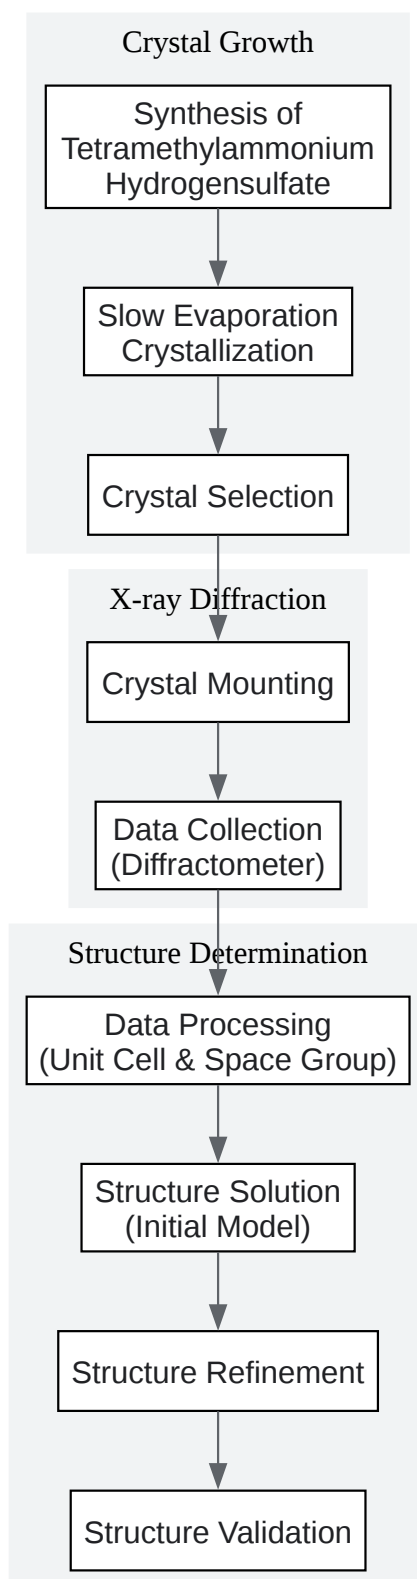 Crystal Growth
Synthesis of
Tetramethylammonium
Hydrogensulfate
Slow Evaporation
Crystallization
Crystal Selection
X-ray Diffraction
Crystal Mounting
Data Collection
(Diffractometer)
Structure Determination
Data Processing
(Unit Cell & Space Group)
Structure Solution
(Initial Model)
Structure Refinement
Structure Validation